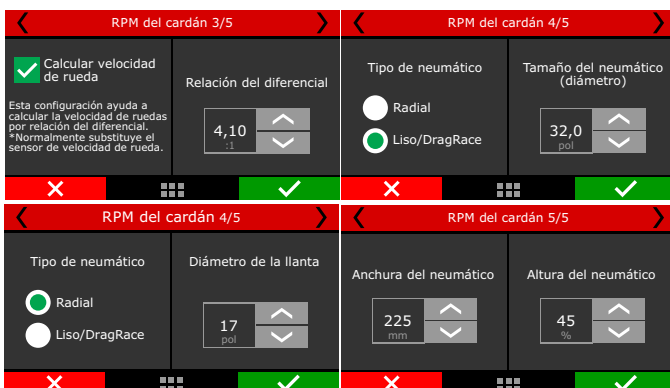 RPM del cardán 3/5
Calcular velocidad
de rueda
Esta configuración ayuda a
calcular la velocidad de ruedas
por relación del diferencial.
*Normalmente substituye el
sensor de velocidad de rueda.
Relación del diferencial
4,10
:1
RPM del cardán 4/5
Tipo de neumático
Radial
Liso/DragRace
Tamaño del neumático
(diámetro)
32,0
pol
RPM del cardán 4/5
Tipo de neumático
Radial
Liso/DragRace
Diámetro de la llanta
17
pol
RPM del cardán 5/5
Anchura del neumático
225
mm
Altura del neumático
45
%